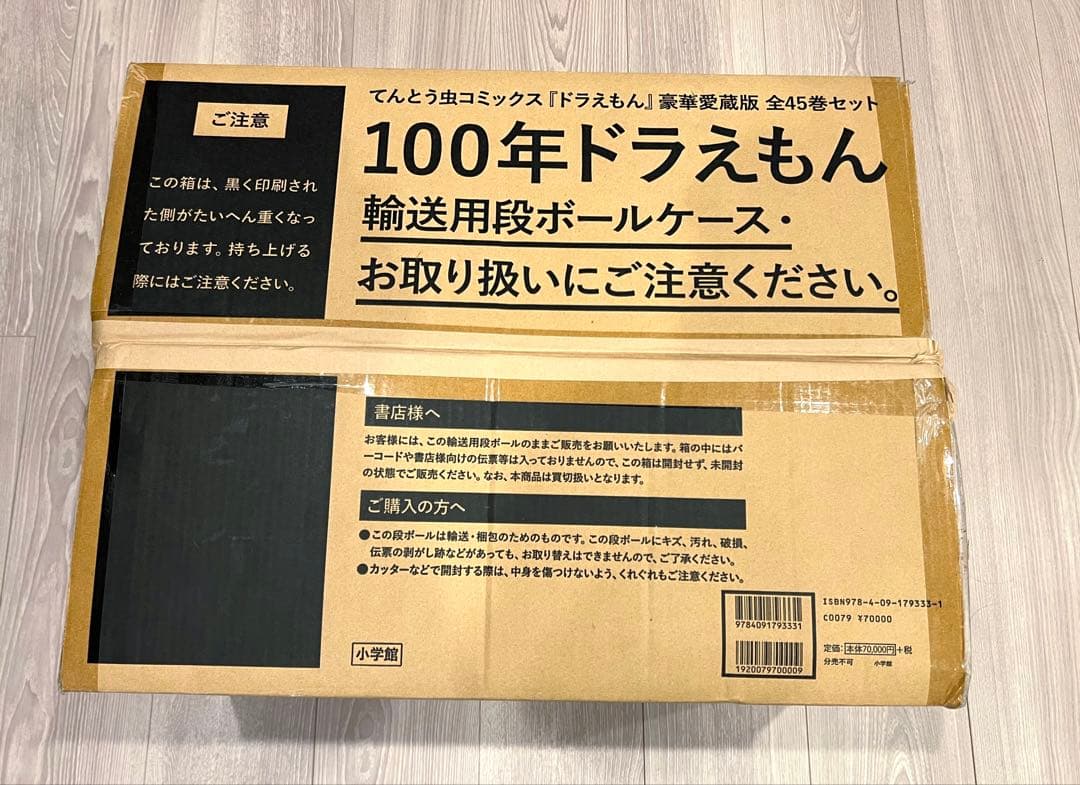 ご注意
この箱は、黒く印刷され
た側がたいへん重くなっ
ております。持ち上げる
際にはご注意ください。
てんとう虫コミックス『ドラえもん』豪華愛蔵版 全45巻セット
100年ドラえもん
輸送用段ボールケース・
お取り扱いにご注意ください。
書店様へ
お客様には、この輸送用段ボールのままご販売をお願いいたします。箱の中にはバ
ーコードや書店様向けの伝票等は入っておりませんので、この箱は開封せず、未開封
の状態でご販売ください。なお、本商品は買切扱いとなります。
ご購入の方へ
●この段ボールは輸送・梱包のためのものです。この段ボールにキズ、汚れ、破損、
伝票の剥がし跡などがあっても、お取り替えはできませんので、ご了承ください。
●カッターなどで開封する際は、中身を傷つけないよう、くれぐれもご注意ください。
小学館
9784091793331
1920079700009
ISBN978-4-09-179333-1
C0079 ¥70000
定価:本体70,000円+税
分売不可 小学館